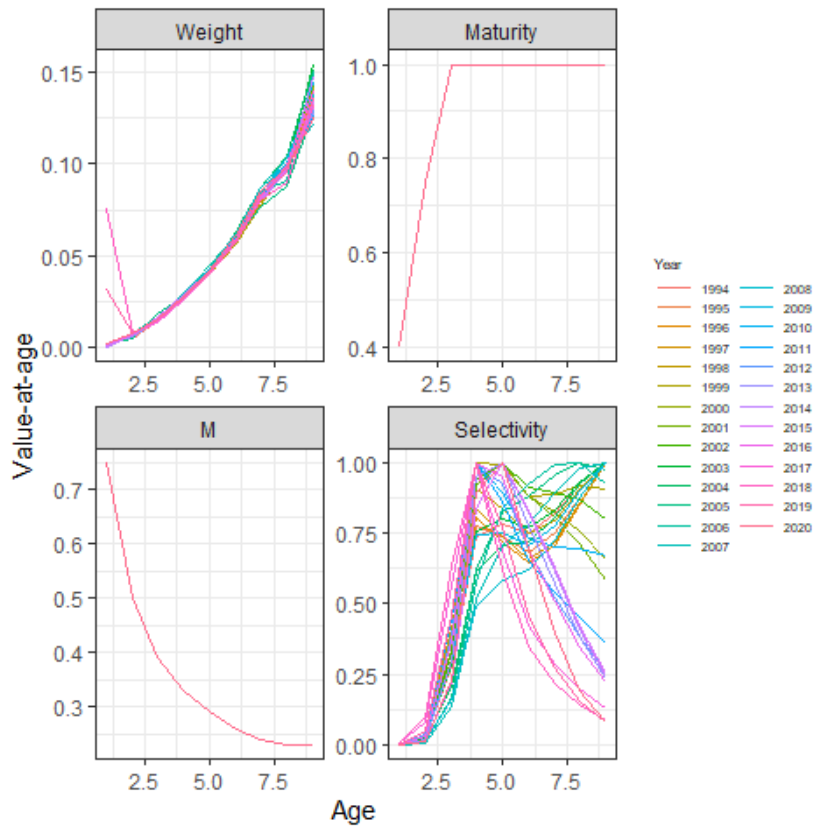 Weight
Maturity
0.15
0.10
0.05
0.00
1.0
0.8
0.6
0.4
2.5 5.0 7.5
2.5 5.0 7.5
Value-at-age
M
Selectivity
0.7
0.6
0.5
0.4
0.3
1.00
0.75
0.50
0.25
0.00
2.5 5.0 7.5
2.5 5.0 7.5
Age
Year
1994 2008
1995 2009
1996 2010
1997 2011
1998 2012
1999 2013
2000 2014
2001 2015
2002 2016
2003 2017
2004 2018
2005 2019
2006 2020
2007